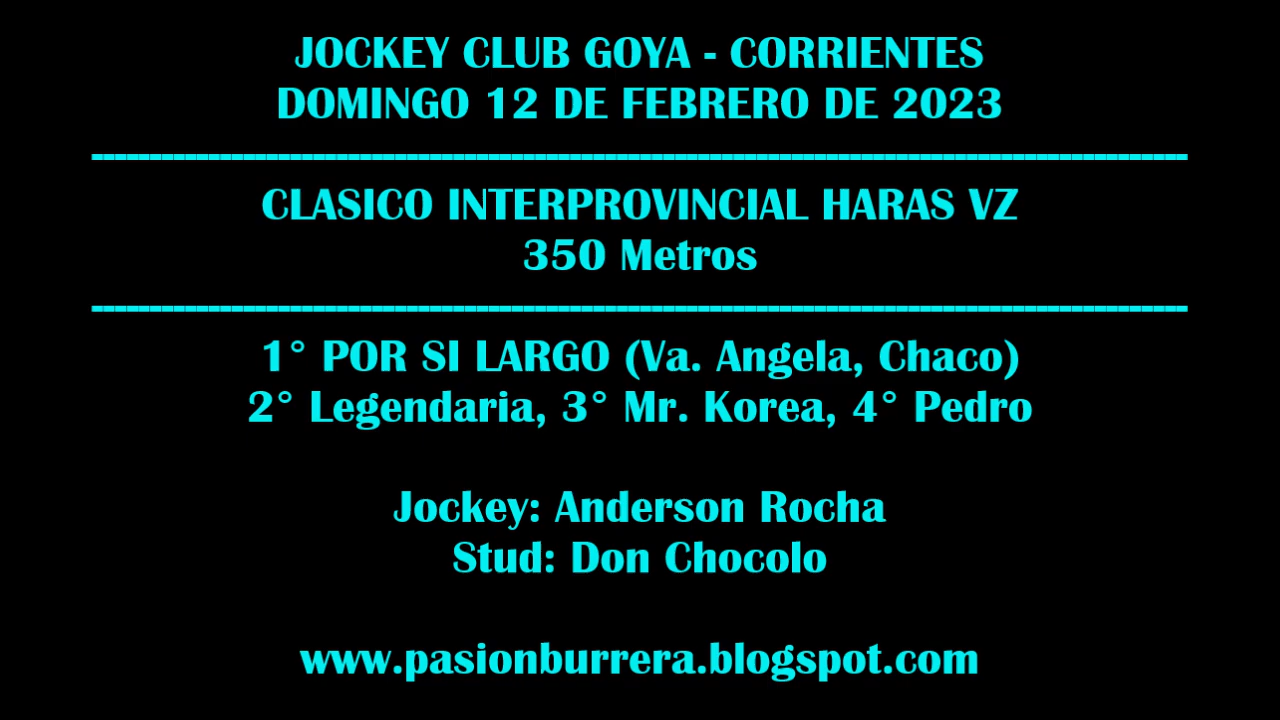 JOCKEY CLUB GOYA - CORRIENTES
DOMINGO 12 DE FEBRERO DE 2023
CLASICO INTERPROVINCIAL HARAS VZ
350 Metros
1° POR SI LARGO (Va. Angela, Chaco)
2° Legendaria, 3° Mr. Korea, 4° Pedro
Jockey: Anderson Rocha
Stud: Don Chocolo
www.pasionburrera.blogspot.com